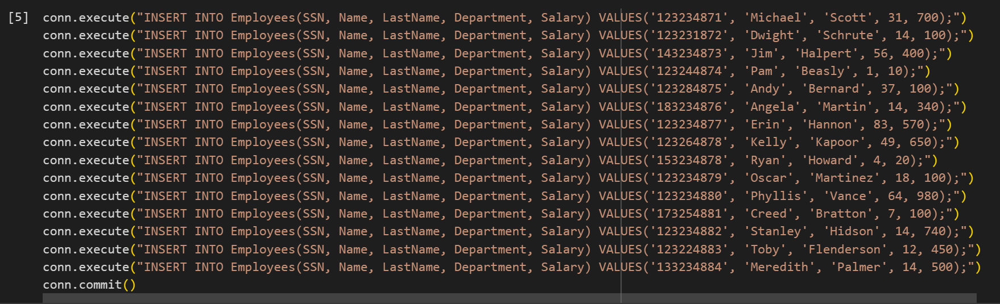 [5] conn.execute("INSERT INTO Employees(SSN, Name, LastName, Department, Salary) VALUES('123234871', 'Michael', 'Scott', 31, 700);")
conn.execute("INSERT INTO Employees(SSN, Name, LastName, Department, Salary) VALUES('123231872', 'Dwight', 'Schrute', 14, 100);")
conn.execute("INSERT INTO Employees(SSN, Name, LastName, Department, Salary) VALUES('143234873', 'Jim', 'Halpert', 56, 400);")
conn.execute("INSERT INTO Employees(SSN, Name, LastName, Department, Salary) VALUES('123244874', 'Pam', 'Beasly', 1, 10);")
conn.execute("INSERT INTO Employees(SSN, Name, LastName, Department, Salary) VALUES('123284875', 'Andy', 'Bernard', 37, 100);")
conn.execute("INSERT INTO Employees(SSN, Name, LastName, Department, Salary) VALUES('183234876', 'Angela', 'Martin', 14, 340);")
conn.execute("INSERT INTO Employees(SSN, Name, LastName, Department, Salary) VALUES('123234877', 'Erin', 'Hannon', 83, 570);")
conn.execute("INSERT INTO Employees(SSN, Name, LastName, Department, Salary) VALUES('123264878', 'Kelly', 'Kapoor', 49, 650);")
conn.execute("INSERT INTO Employees(SSN, Name, LastName, Department, Salary) VALUES('153234878', 'Ryan', 'Howard', 4, 20);")
conn.execute("INSERT INTO Employees(SSN, Name, LastName, Department, Salary) VALUES('123234879', 'Oscar', 'Martinez', 18, 100);")
conn.execute("INSERT INTO Employees(SSN, Name, LastName, Department, Salary) VALUES('123234880', 'Phyllis', 'Vance', 64, 980);")
conn.execute("INSERT INTO Employees(SSN, Name, LastName, Department, Salary) VALUES('173254881', 'Creed', 'Bratton', 7, 100);")
conn.execute("INSERT INTO Employees(SSN, Name, LastName, Department, Salary) VALUES('123234882', 'Stanley', 'Hidson', 14, 740);")
conn.execute("INSERT INTO Employees(SSN, Name, LastName, Department, Salary) VALUES('123224883', 'Toby', 'Flenderson', 12, 450);")
conn.execute("INSERT INTO Employees(SSN, Name, LastName, Department, Salary) VALUES('133234884', 'Meredith', 'Palmer', 14, 500);")
conn.commit()